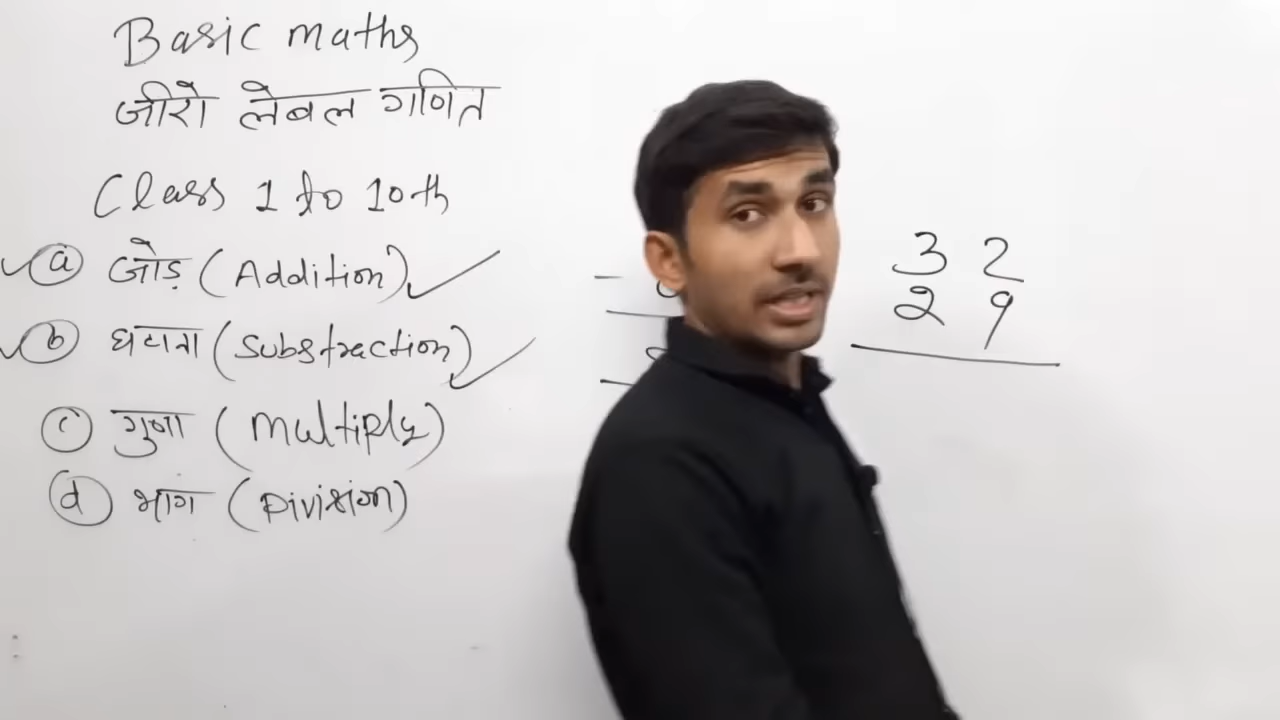 Basic maths
जीरो लेबल गणित
Class 1 to 10th
a जोड़ (Addition)
b घटाना (Substraction)
c गुणा (Multiply)
d भाग (Division)
3 2
2 9